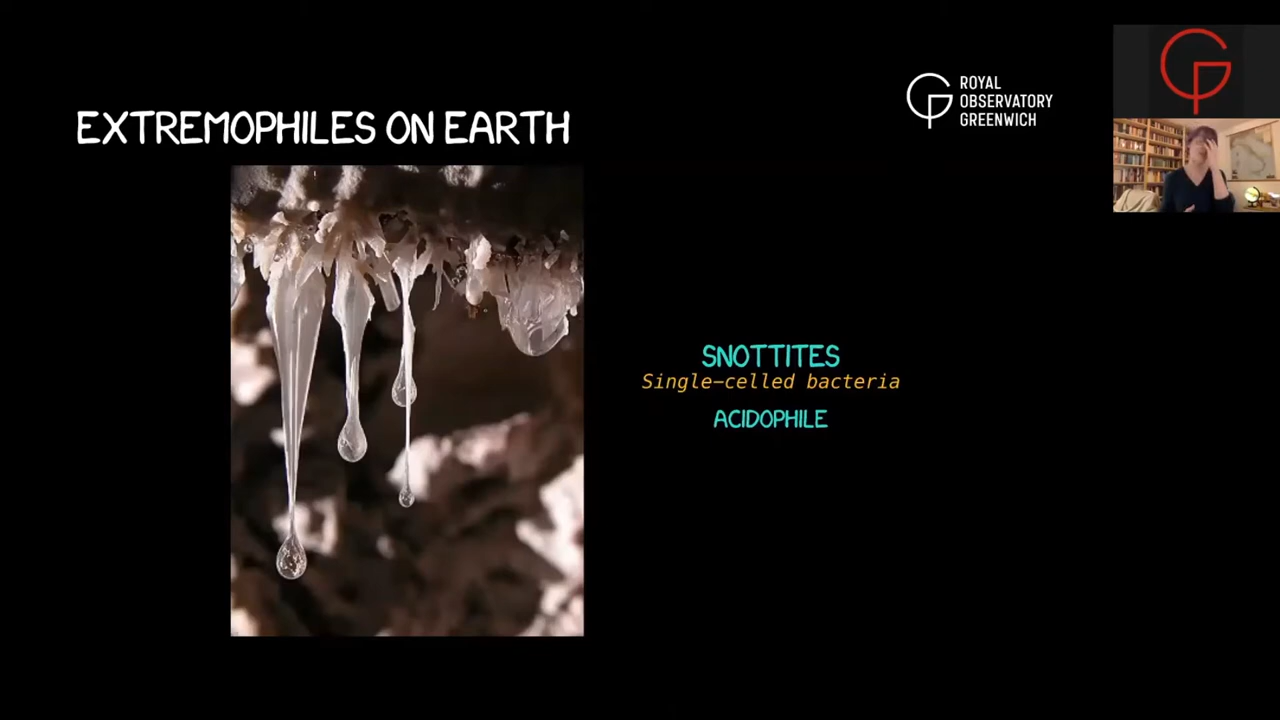 EXTREMOPHILES ON EARTH
ROYAL
OBSERVATORY
GREENWICH
SNOTTITES
Single-celled bacteria
ACIDOPHILE